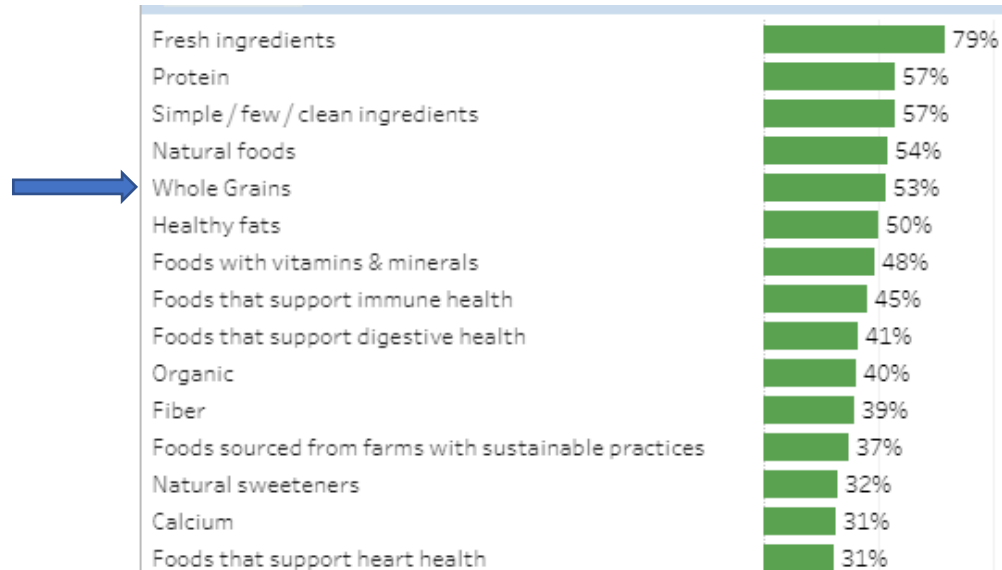 Fresh ingredients 79%
Protein 57%
Simple / few / clean ingredients 57%
Natural foods 54%
Whole Grains 53%
Healthy fats 50%
Foods with vitamins & minerals 48%
Foods that support immune health 45%
Foods that support digestive health 41%
Organic 40%
Fiber 39%
Foods sourced from farms with sustainable practices 37%
Natural sweeteners 32%
Calcium 31%
Foods that support heart health 31%